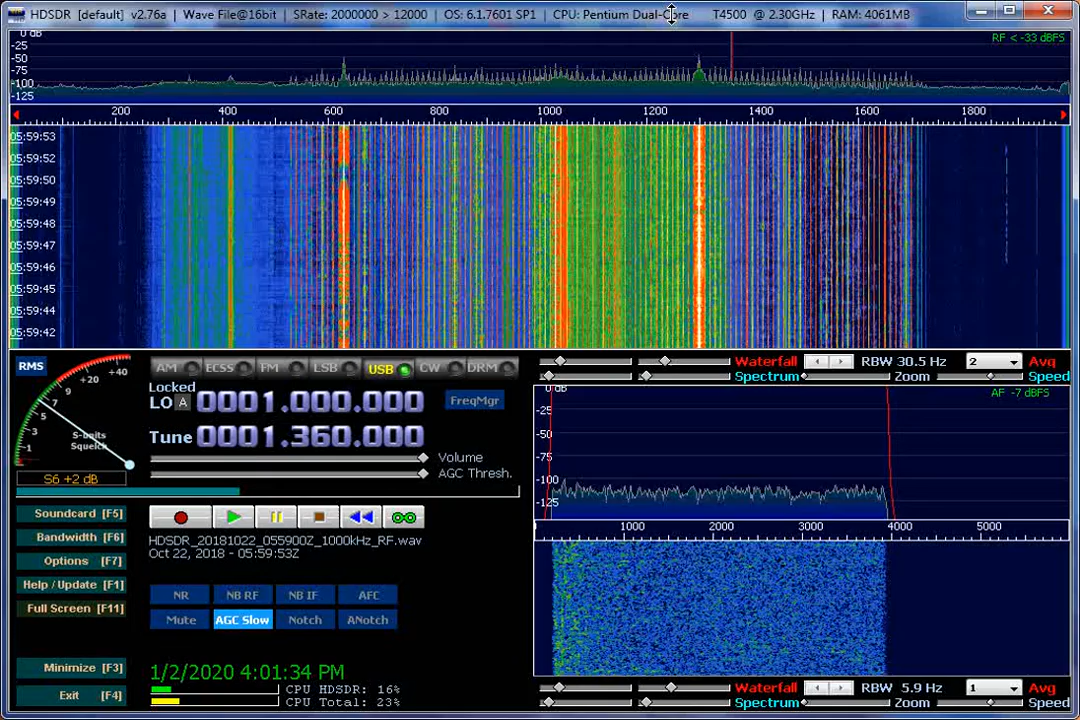 HDSDR [default] v2.76a | Wave File@16bit | SRate: 2000000 > 12000 | OS: 6.1.7601 SP1 | CPU: Pentium Dual-Core T4500 @ 2.30GHz | RAM: 4061MB
0 dB
-25
-50
-75
-100
-125
RF < -33 dBFS
200 400 600 800 1000 1200 1400 1600 1800
05:59:53
05:59:52
05:59:50
05:59:49
05:59:48
05:59:47
05:59:46
05:59:45
05:59:44
05:59:42
RMS
1 3 5 7 9 +20 +40
S-units
Squelch
S6 +2 dB
AM ECSS FM LSB USB CW DRM
Locked
LO A 0001.000.000
FreqMgr
Tune 0001.360.000
Volume
AGC Thresh.
Soundcard [F5]
Bandwidth [F6]
Options [F7]
Help / Update [F1]
Full Screen [F11]
Minimize [F3]
Exit [F4]
HDSDR_20181022_055900Z_1000kHz_RF.wav
Oct 22, 2018 - 05:59:53Z
NR NB RF NB IF AFC
Mute AGC Slow Notch ANotch
1/2/2020 4:01:34 PM
CPU HDSDR: 16%
CPU Total: 23%
Waterfall RBW 30.5 Hz 2 Avg
Spectrum Zoom Speed
0 dB
-25
-50
-75
-100
-125
AF -7 dBFS
0 1000 2000 3000 4000 5000
Waterfall RBW 5.9 Hz 1 Avg
Spectrum Zoom Speed